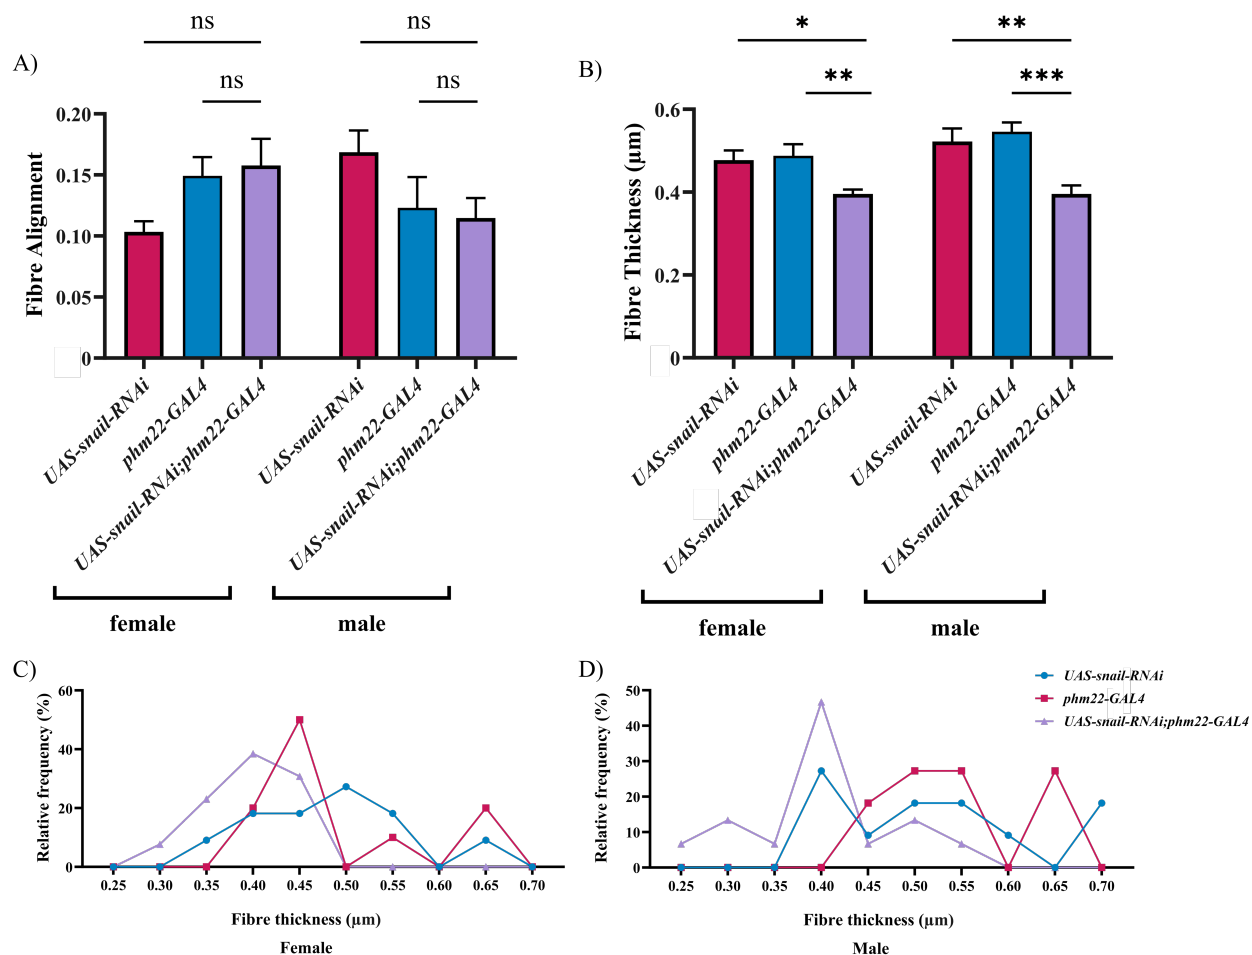 A)
ns
ns
ns
ns
Fibre Alignment
0.20
0.15
0.10
0.05
0
UAS-snail-RNAi
phm22-GAL4
UAS-snail-RNAi;phm22-GAL4
UAS-snail-RNAi
phm22-GAL4
UAS-snail-RNAi;phm22-GAL4
female
male
B)
*
**
**
***
Fibre Thickness (µm)
0.6
0.4
0.2
0
UAS-snail-RNAi
phm22-GAL4
UAS-snail-RNAi;phm22-GAL4
UAS-snail-RNAi
phm22-GAL4
UAS-snail-RNAi;phm22-GAL4
female
male
C)
Relative frequency (%)
60
40
20
0
0.25 0.30 0.35 0.40 0.45 0.50 0.55 0.60 0.65 0.70
Fibre thickness (µm)
Female
D)
Relative frequency (%)
50
40
30
20
10
0
0.25 0.30 0.35 0.40 0.45 0.50 0.55 0.60 0.65 0.70
Fibre thickness (µm)
Male
UAS-snail-RNAi
phm22-GAL4
UAS-snail-RNAi;phm22-GAL4